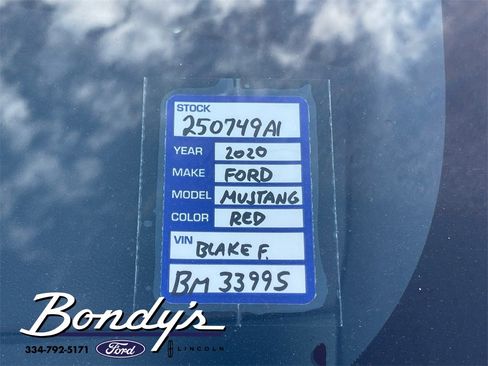 STOCK
250749A1
YEAR 2020
MAKE FORD
MODEL MUSTANG
COLOR RED
VIN BLAKE F.
BM 33995
Bondy's
334-792-5171 Ford LINCOLN